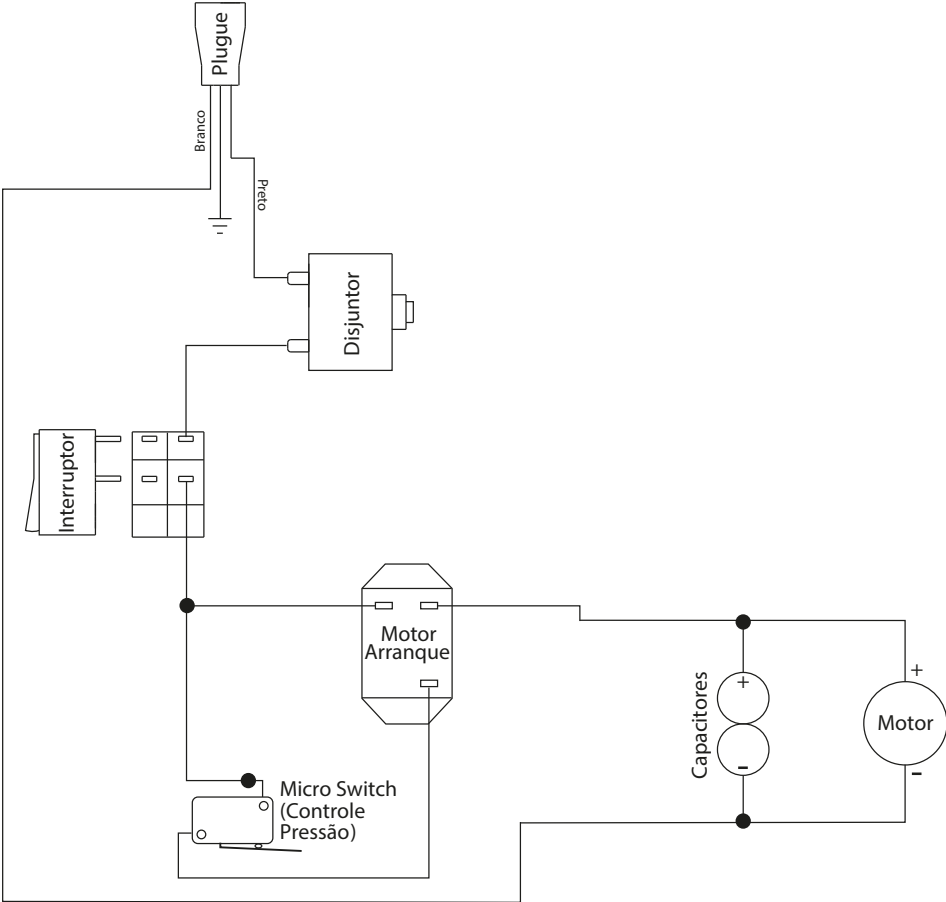 Plugue
Branco
Preto
Disjuntor
Interruptor
Motor
Arranque
Capacitores
+
-
+
Motor
-
Micro Switch
(Controle
Pressão)